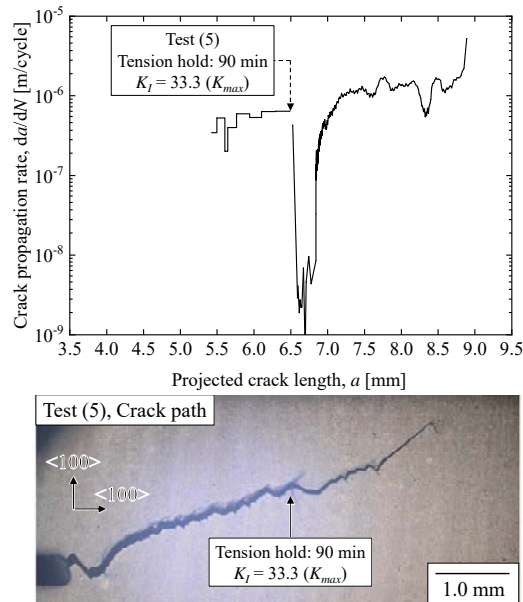 10⁻⁵
10⁻⁶
10⁻⁷
10⁻⁸
10⁻⁹
Crack propagation rate, da/dN [m/cycle]
Test (5)
Tension hold: 90 min
K_I = 33.3 (K_max)
3.5 4.0 4.5 5.0 5.5 6.0 6.5 7.0 7.5 8.0 8.5 9.0 9.5
Projected crack length, a [mm]
Test (5), Crack path
<100>
<100>
Tension hold: 90 min
K_I = 33.3 (K_max)
1.0 mm